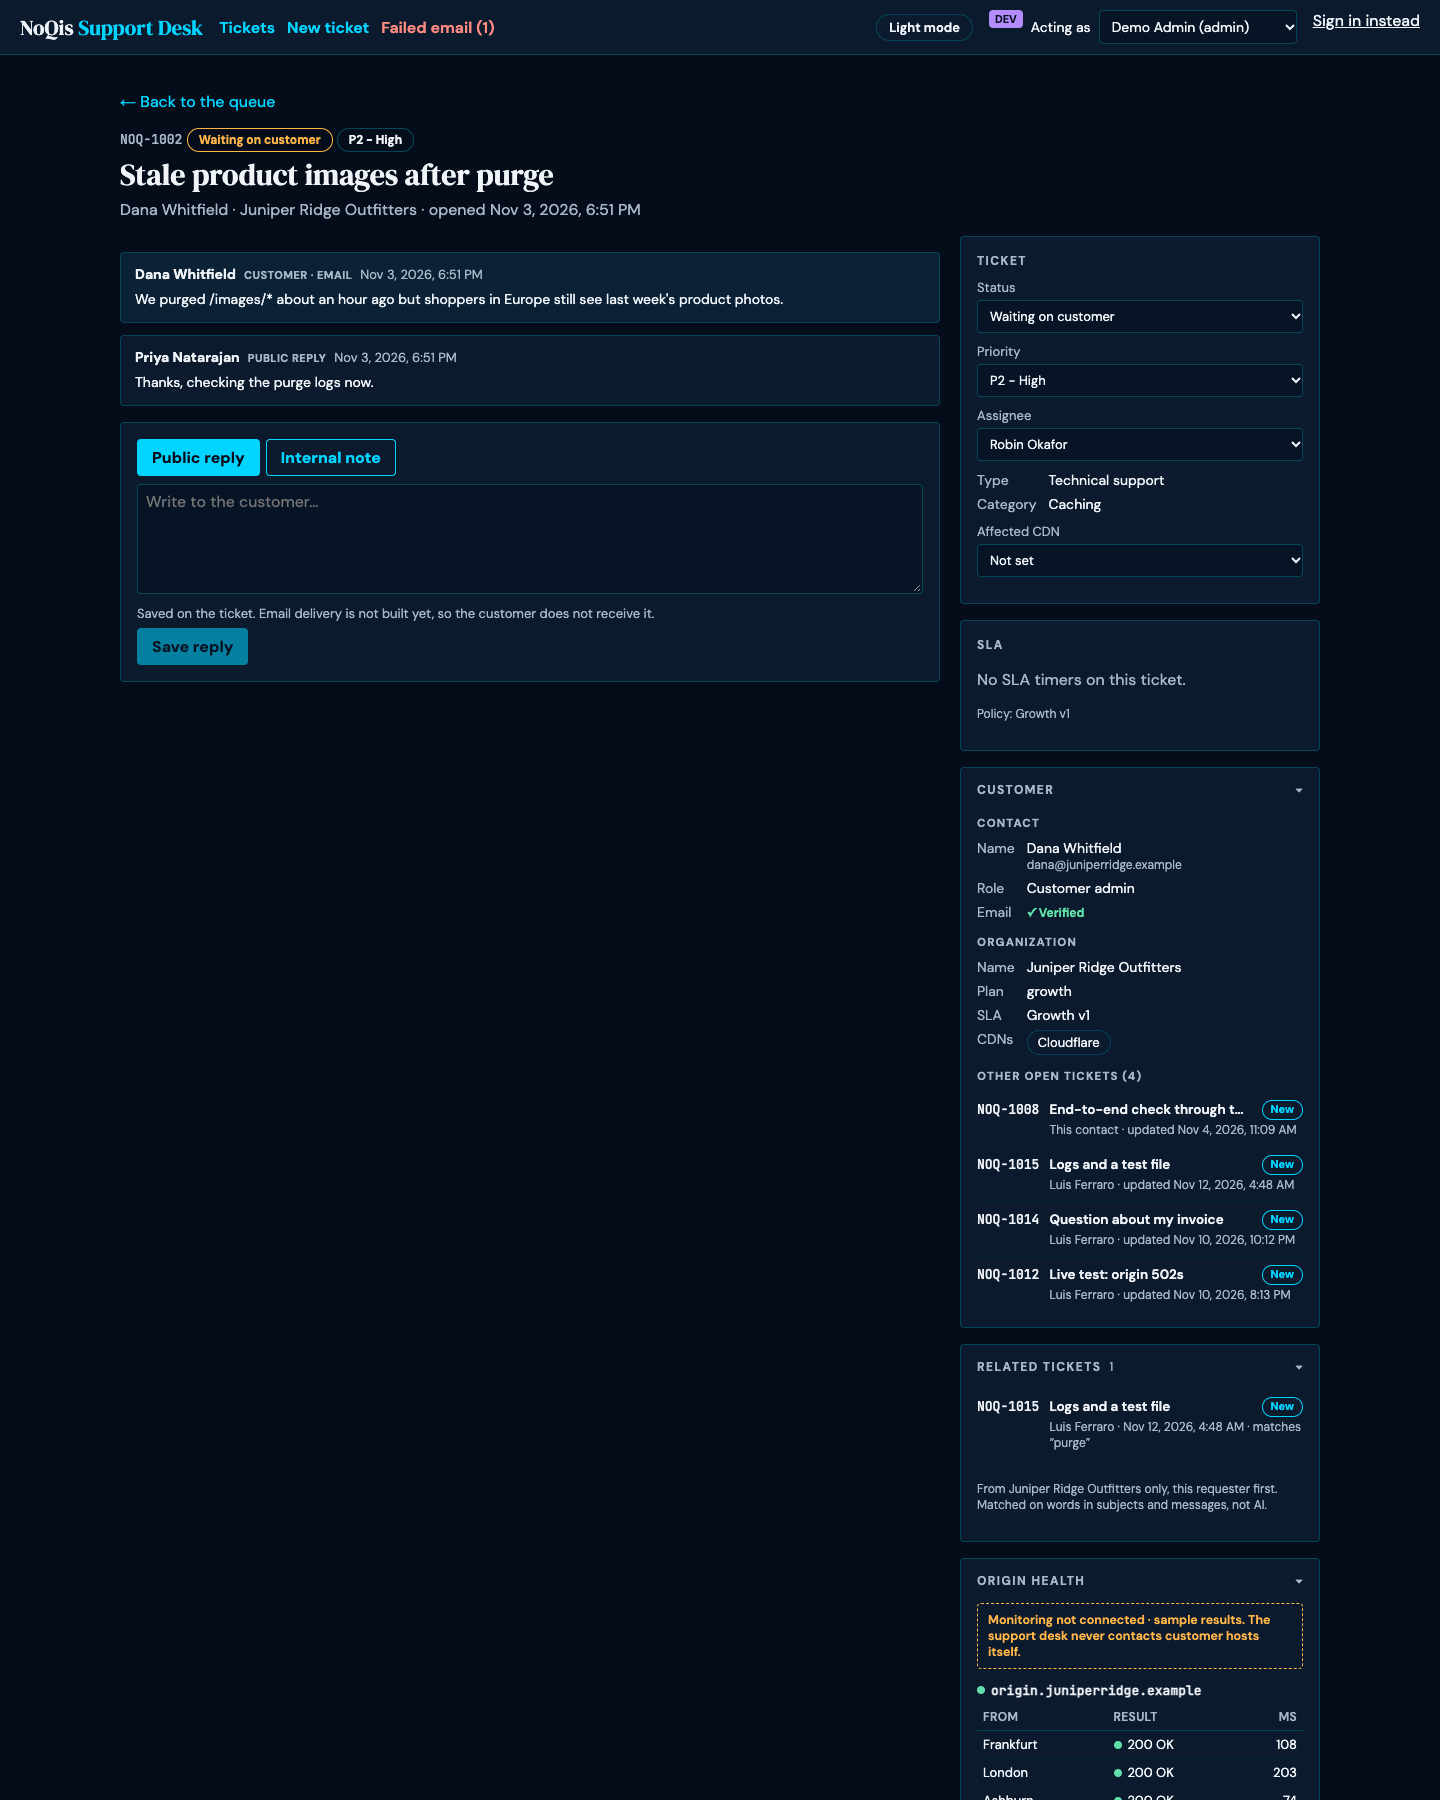 NoQis Support Desk Tickets New ticket Failed email (1) Light mode DEV Acting as Demo Admin (admin) Sign in instead
← Back to the queue
NOQ-1002 Waiting on customer P2 - High
Stale product images after purge
Dana Whitfield · Juniper Ridge Outfitters · opened Nov 3, 2026, 6:51 PM
Dana Whitfield CUSTOMER · EMAIL Nov 3, 2026, 6:51 PM
We purged /images/* about an hour ago but shoppers in Europe still see last week's product photos.
Priya Natarajan PUBLIC REPLY Nov 3, 2026, 6:51 PM
Thanks, checking the purge logs now.
Public reply Internal note
Write to the customer...
Saved on the ticket. Email delivery is not built yet, so the customer does not receive it.
Save reply
TICKET
Status
Waiting on customer
Priority
P2 - High
Assignee
Robin Okafor
Type Technical support
Category Caching
Affected CDN
Not set
SLA
No SLA timers on this ticket.
Policy: Growth v1
CUSTOMER
CONTACT
Name Dana Whitfield
dana@juniperridge.example
Role Customer admin
Email ✓Verified
ORGANIZATION
Name Juniper Ridge Outfitters
Plan growth
SLA Growth v1
CDNs Cloudflare
OTHER OPEN TICKETS (4)
NOQ-1008 End-to-end check through t... New
This contact · updated Nov 4, 2026, 11:09 AM
NOQ-1015 Logs and a test file New
Luis Ferraro · updated Nov 12, 2026, 4:48 AM
NOQ-1014 Question about my invoice New
Luis Ferraro · updated Nov 10, 2026, 10:12 PM
NOQ-1012 Live test: origin 502s New
Luis Ferraro · updated Nov 10, 2026, 8:13 PM
RELATED TICKETS 1
NOQ-1015 Logs and a test file New
Luis Ferraro · Nov 12, 2026, 4:48 AM · matches
“purge”
From Juniper Ridge Outfitters only, this requester first.
Matched on words in subjects and messages, not AI.
ORIGIN HEALTH
Monitoring not connected · sample results. The
support desk never contacts customer hosts
itself.
origin.juniperridge.example
FROM RESULT MS
Frankfurt 200 OK 108
London 200 OK 203
Ashburn 200 OK 74